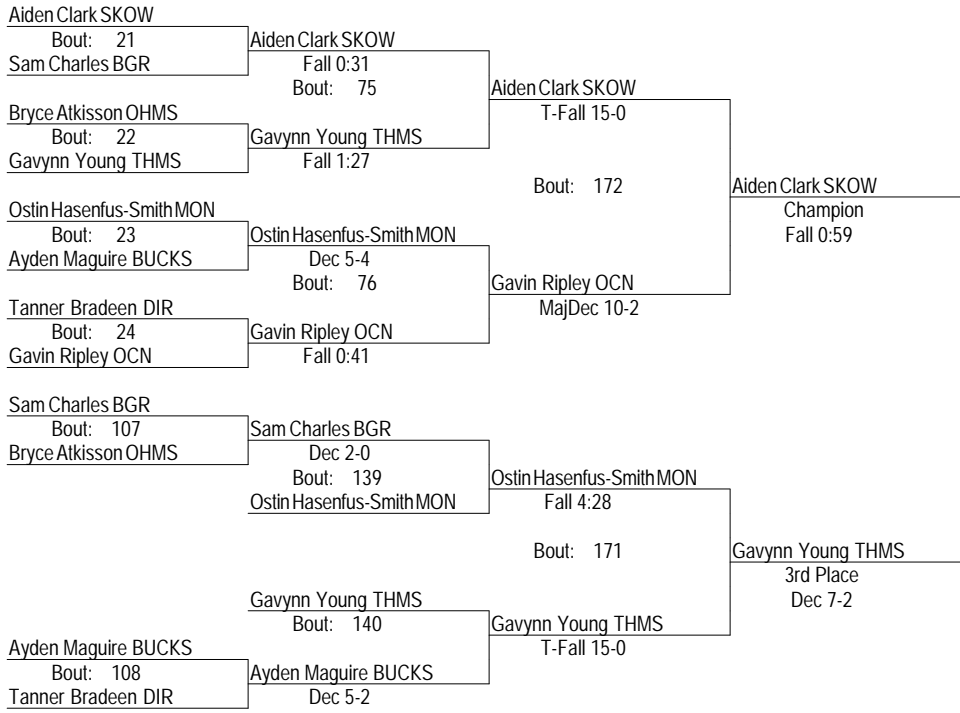 Aiden Clark SKOW
Bout: 21
Aiden Clark SKOW
Sam Charles BGR
Fall 0:31
Bout: 75
Aiden Clark SKOW
Bryce Atkisson OHMS
T-Fall 15-0
Bout: 22
Gavynn Young THMS
Gavynn Young THMS
Fall 1:27
Bout: 172
Aiden Clark SKOW
Ostin Hasenfus-Smith MON
Champion
Bout: 23
Ostin Hasenfus-Smith MON
Fall 0:59
Ayden Maguire BUCKS
Dec 5-4
Bout: 76
Gavin Ripley OCN
Tanner Bradeen DIR
MajDec 10-2
Bout: 24
Gavin Ripley OCN
Gavin Ripley OCN
Fall 0:41
Sam Charles BGR
Bout: 107
Sam Charles BGR
Bryce Atkisson OHMS
Dec 2-0
Bout: 139
Ostin Hasenfus-Smith MON
Ostin Hasenfus-Smith MON
Fall 4:28
Bout: 171
Gavynn Young THMS
3rd Place
Gavynn Young THMS
Dec 7-2
Bout: 140
Gavynn Young THMS
Ayden Maguire BUCKS
T-Fall 15-0
Bout: 108
Ayden Maguire BUCKS
Tanner Bradeen DIR
Dec 5-2